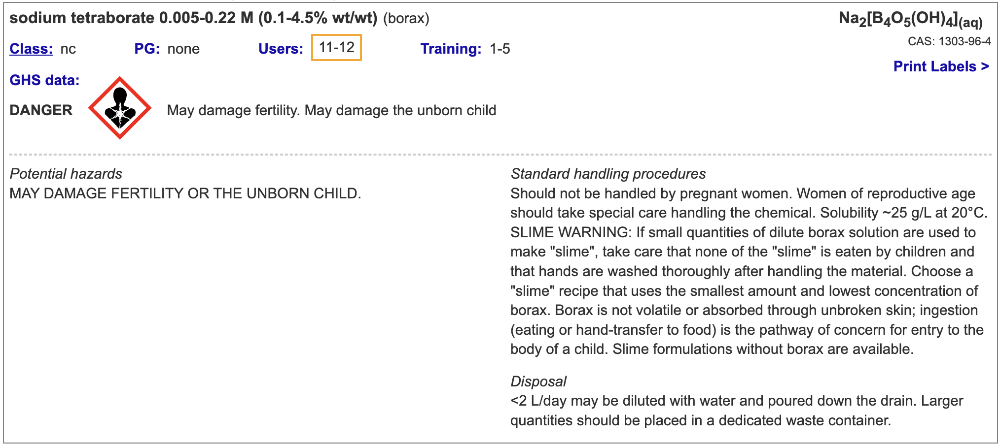 sodium tetraborate 0.005-0.22 M (0.1-4.5% wt/wt) (borax)
Na2[B4O5(OH)4](aq)
CAS: 1303-96-4
Class: nc PG: none Users: 11-12 Training: 1-5
Print Labels >
GHS data:
DANGER May damage fertility. May damage the unborn child
Potential hazards
MAY DAMAGE FERTILITY OR THE UNBORN CHILD.
Standard handling procedures
Should not be handled by pregnant women. Women of reproductive age
should take special care handling the chemical. Solubility ~25 g/L at 20°C.
SLIME WARNING: If small quantities of dilute borax solution are used to
make "slime", take care that none of the "slime" is eaten by children and
that hands are washed thoroughly after handling the material. Choose a
"slime" recipe that uses the smallest amount and lowest concentration of
borax. Borax is not volatile or absorbed through unbroken skin; ingestion
(eating or hand-transfer to food) is the pathway of concern for entry to the
body of a child. Slime formulations without borax are available.
Disposal
<2 L/day may be diluted with water and poured down the drain. Larger
quantities should be placed in a dedicated waste container.